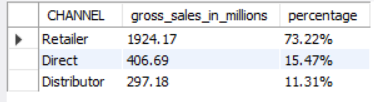 CHANNEL gross_sales_in_millions percentage
Retailer 1924.17 73.22%
Direct 406.69 15.47%
Distributor 297.18 11.31%